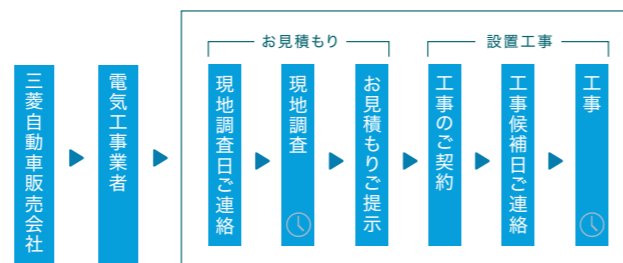 お見積もり
設置工事
三菱自動車販売会社
電気工事業者
現地調査日ご連絡
現地調査
お見積もりご提示
工事のご契約
工事候補日ご連絡
工事